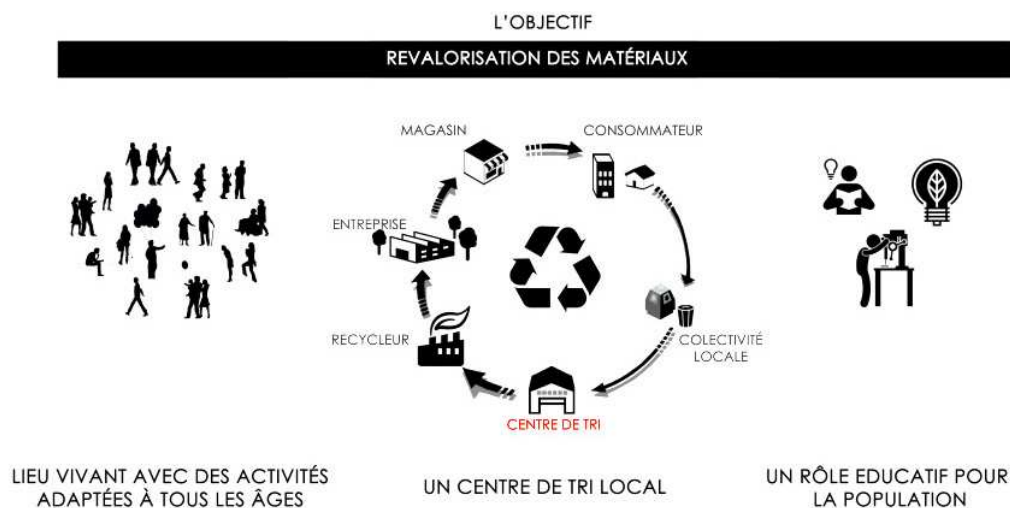 L'OBJECTIF
REVALORISATION DES MATÉRIAUX
MAGASIN
CONSOMMATEUR
ENTREPRISE
RECYCLEUR
COLECTIVITÉ
LOCALE
CENTRE DE TRI
LIEU VIVANT AVEC DES ACTIVITÉS
ADAPTÉES À TOUS LES ÂGES
UN CENTRE DE TRI LOCAL
UN RÔLE EDUCATIF POUR
LA POPULATION